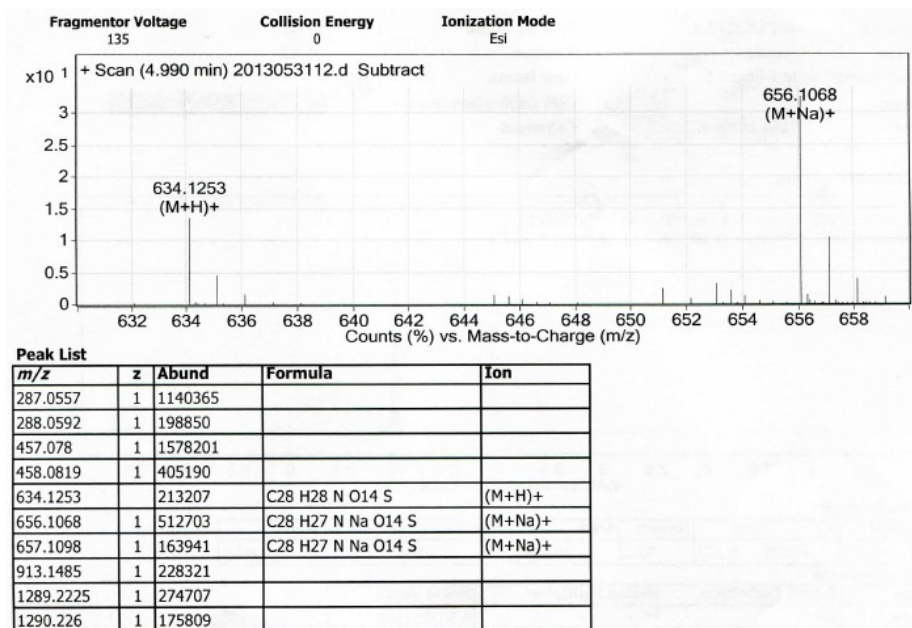 Fragmentor Voltage Collision Energy Ionization Mode
135 0 Esi
x10 1 + Scan (4.990 min) 2013053112.d Subtract
656.1068
(M+Na)+
3
2.5
2
634.1253
(M+H)+
1.5
1
0.5
0
632 634 636 638 640 642 644 646 648 650 652 654 656 658
Counts (%) vs. Mass-to-Charge (m/z)
Peak List
m/z z Abund Formula Ion
287.0557 1 1140365
288.0592 1 198850
457.078 1 1578201
458.0819 1 405190
634.1253 213207 C28 H28 N O14 S (M+H)+
656.1068 1 512703 C28 H27 N Na O14 S (M+Na)+
657.1098 1 163941 C28 H27 N Na O14 S (M+Na)+
913.1485 228321
1289.2225 1 274707
1290.226 1 175809